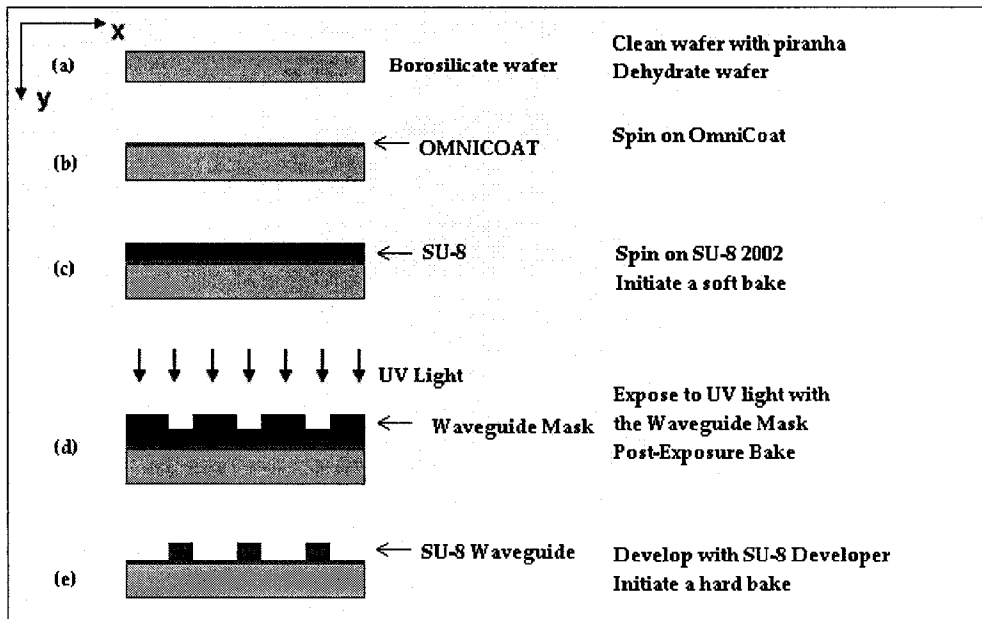 x
y
(a)
Borosilicate wafer
Clean wafer with piranha
Dehydrate wafer
(b)
OMNICOAT
Spin on OmniCoat
(c)
SU-8
Spin on SU-8 2002
Initiate a soft bake
UV Light
(d)
Waveguide Mask
Expose to UV light with
the Waveguide Mask
Post-Exposure Bake
(e)
SU-8 Waveguide
Develop with SU-8 Developer
Initiate a hard bake